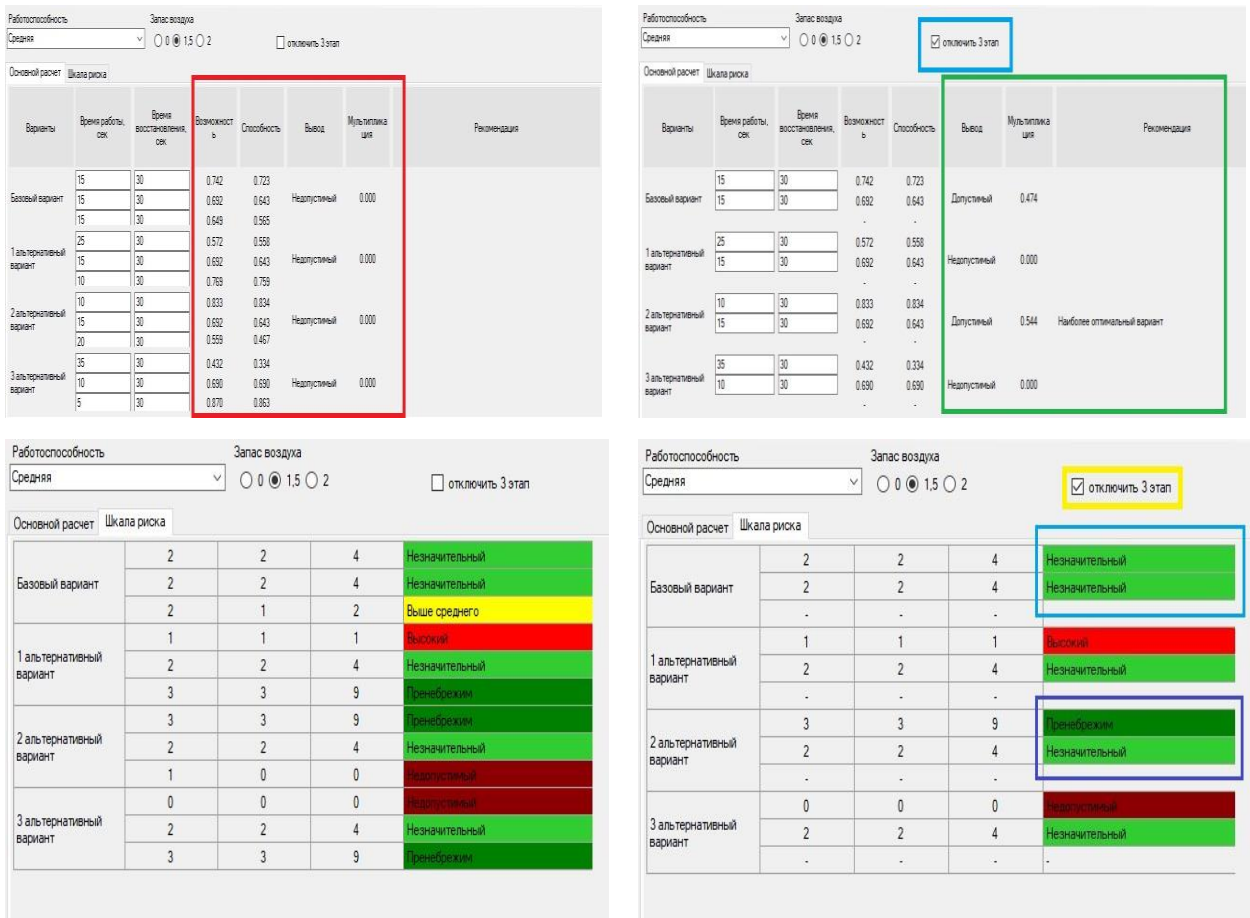 Работоспособность Запас воздуха
Средняя 0 1,5 2 отключить 3 этап
Основной расчет Шкала риска
Варианты Время работы, сек Время восстановления, сек Возможност ь Способность Вывод Мультиплика ция Рекомендация
15 30 0.742 0.723
Базовый вариант 15 30 0.692 0.643 Недопустимый 0.000
15 30 0.649 0.565
25 30 0.572 0.558
1 альтернативный вариант 15 30 0.692 0.643 Недопустимый 0.000
10 30 0.769 0.759
10 30 0.833 0.834
2 альтернативный вариант 15 30 0.692 0.643 Недопустимый 0.000
20 30 0.559 0.467
35 30 0.432 0.334
3 альтернативный вариант 10 30 0.690 0.690 Недопустимый 0.000
5 30 0.870 0.863
Работоспособность Запас воздуха
Средняя 0 1,5 2 отключить 3 этап
Основной расчет Шкала риска
Варианты Время работы, сек Время восстановления, сек Возможност ь Способность Вывод Мультиплика ция Рекомендация
15 30 0.742 0.723
Базовый вариант 15 30 0.692 0.643 Допустимый 0.474
- -
25 30 0.572 0.558
1 альтернативный вариант 15 30 0.692 0.643 Недопустимый 0.000
- -
10 30 0.833 0.834
2 альтернативный вариант 15 30 0.692 0.643 Допустимый 0.544 Наиболее оптимальный вариант
- -
35 30 0.432 0.334
3 альтернативный вариант 10 30 0.690 0.690 Недопустимый 0.000
- -
Работоспособность Запас воздуха
Средняя 0 1,5 2 отключить 3 этап
Основной расчет Шкала риска
2 2 4 Незначительный
Базовый вариант 2 2 4 Незначительный
2 1 2 Выше среднего
1 1 1 Высокий
1 альтернативный вариант 2 2 4 Незначительный
3 3 9 Пренебрежим
3 3 9 Пренебрежим
2 альтернативный вариант 2 2 4 Незначительный
1 0 0 Недопустимый
0 0 0 Недопустимый
3 альтернативный вариант 2 2 4 Незначительный
3 3 9 Пренебрежим
Работоспособность Запас воздуха
Средняя 0 1,5 2 отключить 3 этап
Основной расчет Шкала риска
2 2 4 Незначительный
Базовый вариант 2 2 4 Незначительный
- - - -
1 1 1 Высокий
1 альтернативный вариант 2 2 4 Незначительный
- - - -
3 3 9 Пренебрежим
2 альтернативный вариант 2 2 4 Незначительный
- - - -
0 0 0 Недопустимый
3 альтернативный вариант 2 2 4 Незначительный
- - - -